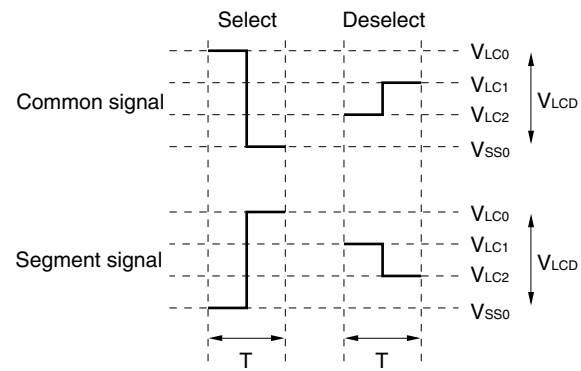 Select Deselect
VLC0
VLC1
Common signal
VLCD
VLC2
VSS0
VLC0
VLC1
Segment signal
VLCD
VLC2
VSS0
T T